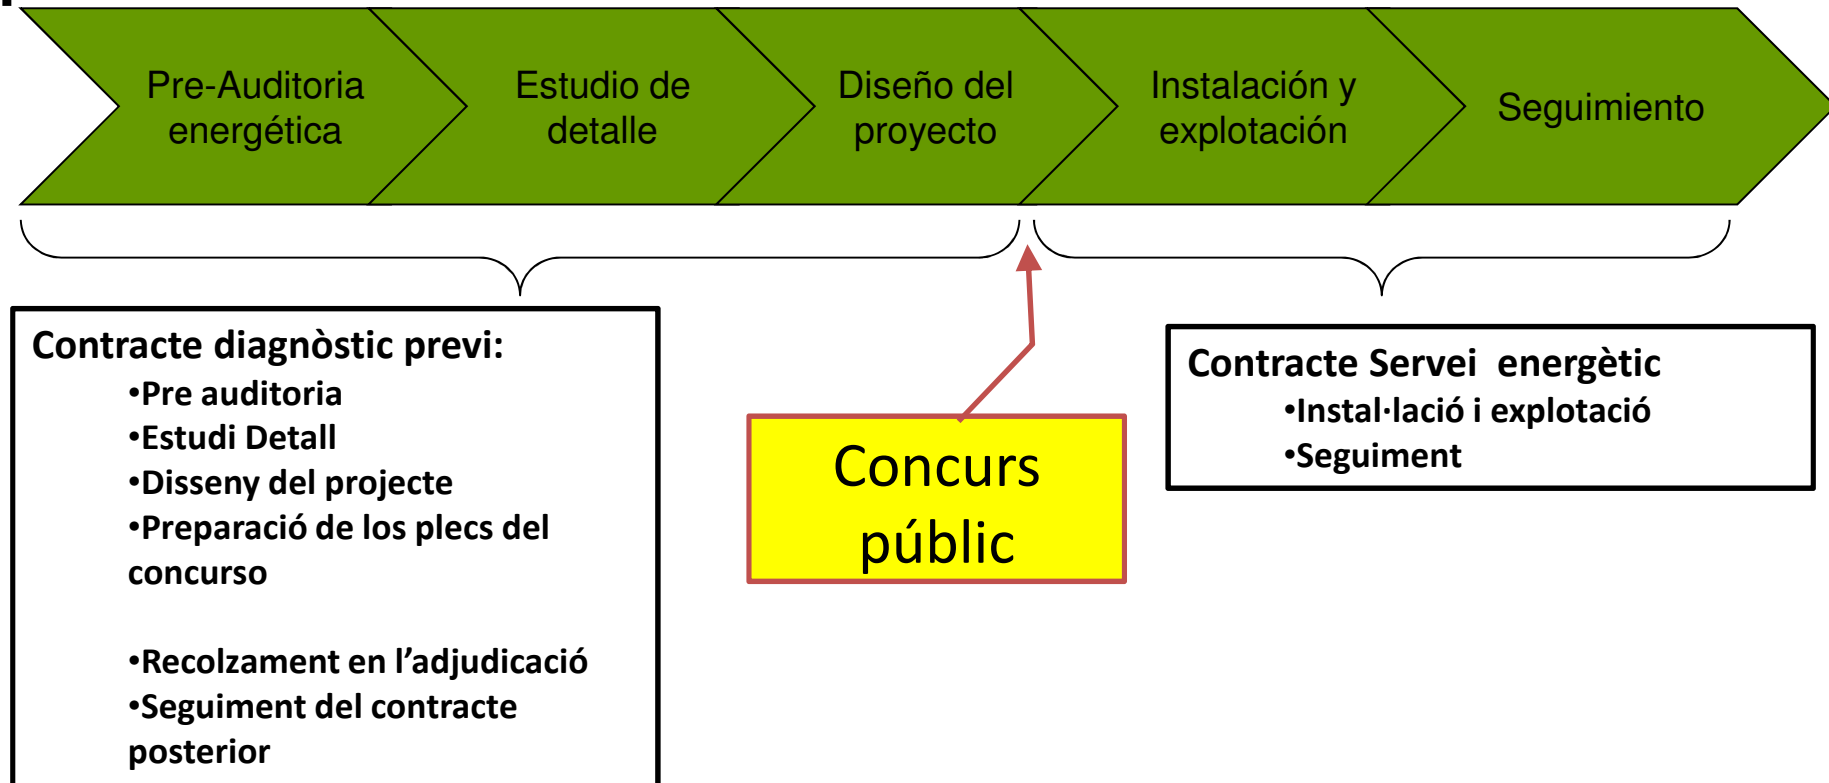 Pre-Auditoria
energética
Estudio de
detalle
Diseño del
proyecto
Instalación y
explotación
Seguimiento
Contracte diagnòstic previ:
•Pre auditoria
•Estudi Detall
•Disseny del projecte
•Preparació de los plecs del
concurso
•Recolzament en l’adjudicació
•Seguiment del contracte
posterior
Concurs
públic
Contracte Servei  energètic
•Instal·lació i explotació
•Seguiment